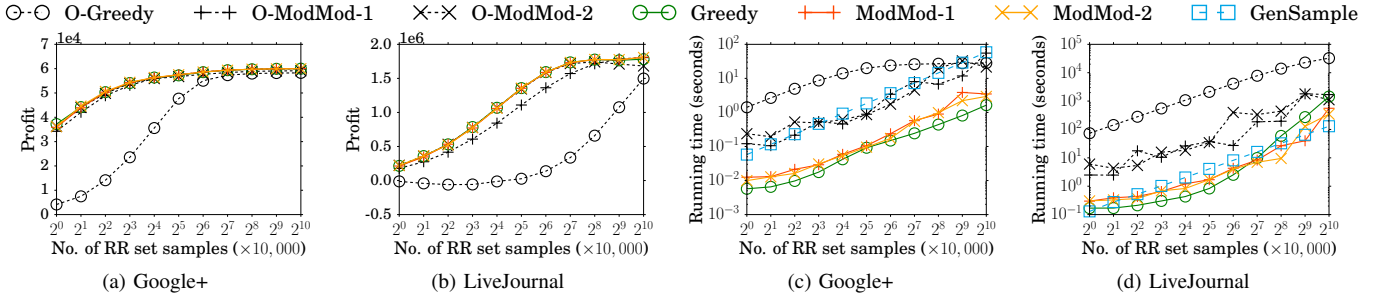 O-Greedy O-ModMod-1 O-ModMod-2 Greedy ModMod-1 ModMod-2 GenSample
1e4
7
6
5
4
3
2
1
0
Profit
2^0 2^1 2^2 2^3 2^4 2^5 2^6 2^7 2^8 2^9 2^10
No. of RR set samples (×10,000)
(a) Google+
1e6
2.0
1.5
1.0
0.5
0.0
-0.5
Profit
2^0 2^1 2^2 2^3 2^4 2^5 2^6 2^7 2^8 2^9 2^10
No. of RR set samples (×10,000)
(b) LiveJournal
10^2
10^1
10^0
10^-1
10^-2
10^-3
Running time (seconds)
2^0 2^1 2^2 2^3 2^4 2^5 2^6 2^7 2^8 2^9 2^10
No. of RR set samples (×10,000)
(c) Google+
10^5
10^4
10^3
10^2
10^1
10^0
10^-1
Running time (seconds)
2^0 2^1 2^2 2^3 2^4 2^5 2^6 2^7 2^8 2^9 2^10
No. of RR set samples (×10,000)
(d) LiveJournal